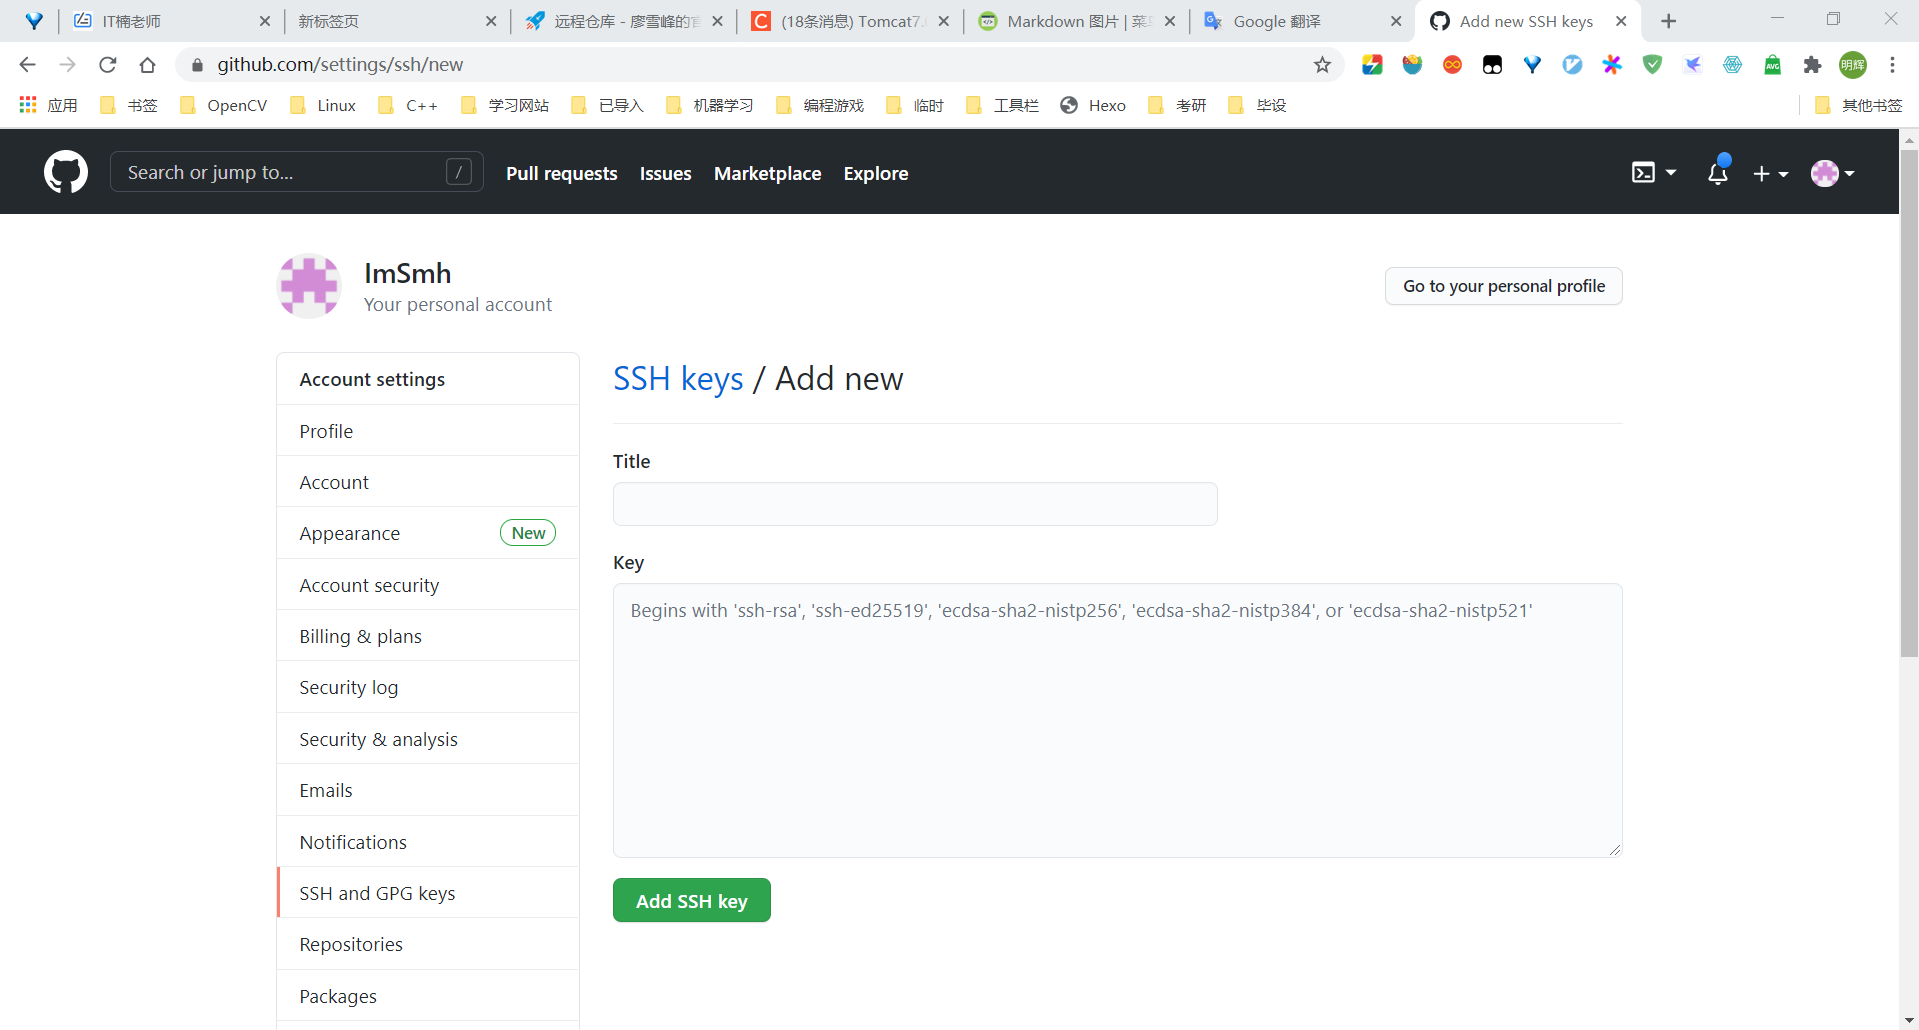 IT楠老师
新标签页
远程仓库 - 廖雪峰的官
(18条消息) Tomcat7.
Markdown 图片 | 菜鸟
Google 翻译
Add new SSH keys
github.com/settings/ssh/new
明辉
应用 书签 OpenCV Linux C++ 学习网站 已导入 机器学习 编程游戏 临时 工具栏 Hexo 考研 毕设 其他书签
Search or jump to... /
Pull requests Issues Marketplace Explore
ImSmh
Your personal account
Go to your personal profile
Account settings
Profile
Account
Appearance New
Account security
Billing & plans
Security log
Security & analysis
Emails
Notifications
SSH and GPG keys
Repositories
Packages
SSH keys / Add new
Title
Key
Begins with 'ssh-rsa', 'ssh-ed25519', 'ecdsa-sha2-nistp256', 'ecdsa-sha2-nistp384', or 'ecdsa-sha2-nistp521'
Add SSH key